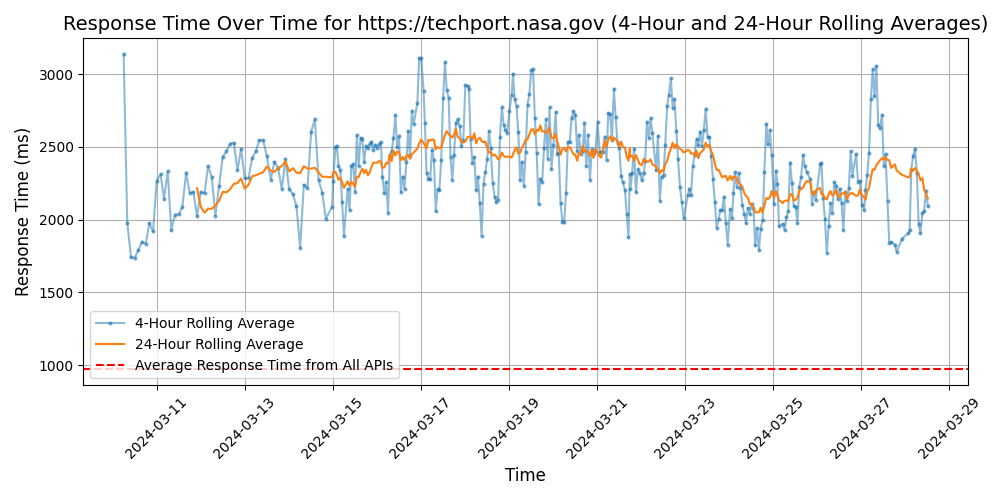 Response Time Over Time for https://techport.nasa.gov (4-Hour and 24-Hour Rolling Averages)
Response Time (ms)
3000
2500
2000
1500
1000
4-Hour Rolling Average
24-Hour Rolling Average
Average Response Time from All APIs
2024-03-11
2024-03-13
2024-03-15
2024-03-17
2024-03-19
2024-03-21
2024-03-23
2024-03-25
2024-03-27
2024-03-29
Time